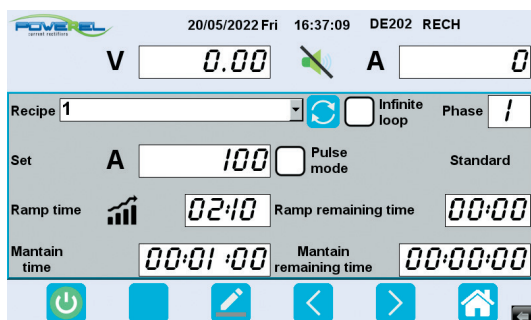 POWEREL 20/05/2022 Fri 16:37:09 DE202 RECH
current rectifiers
V 0.00 A 0
Recipe 1 Infinite loop Phase 1
Set A 100 Pulse mode Standard
Ramp time 02:10 Ramp remaining time 00:00
Mantain time 00:01:00 Mantain remaining time 00:00:00